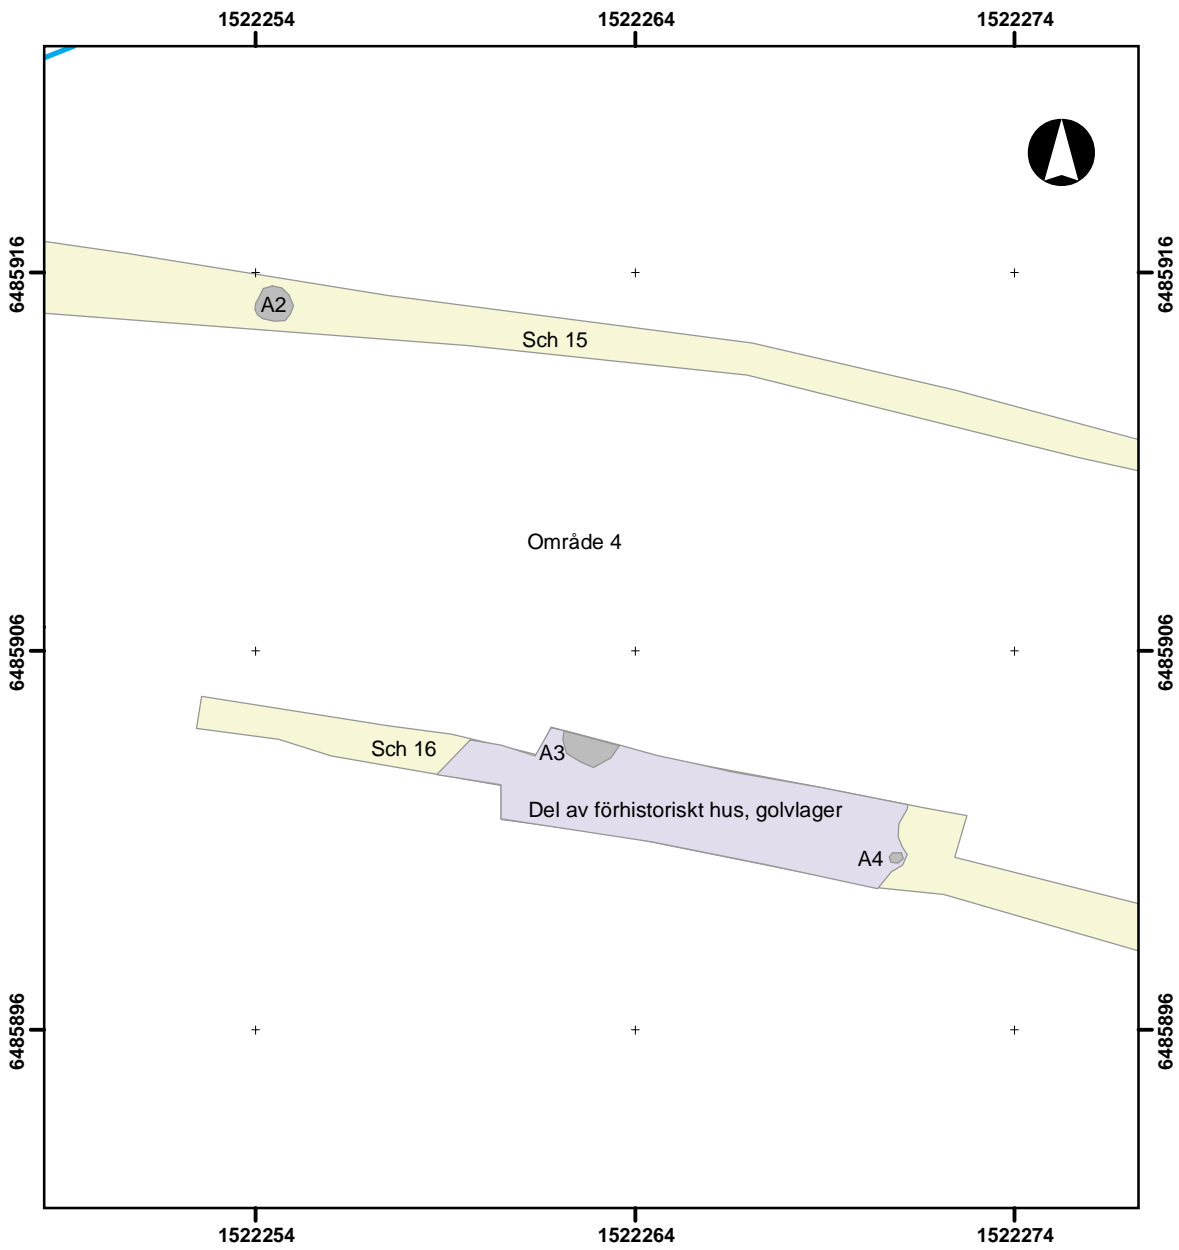 1522254 1522264 1522274
6485916 6485916
A2
Sch 15
Område 4
6485906 6485906
Sch 16
A3
Del av förhistoriskt hus, golvlager
A4
6485896 6485896
1522254 1522264 1522274